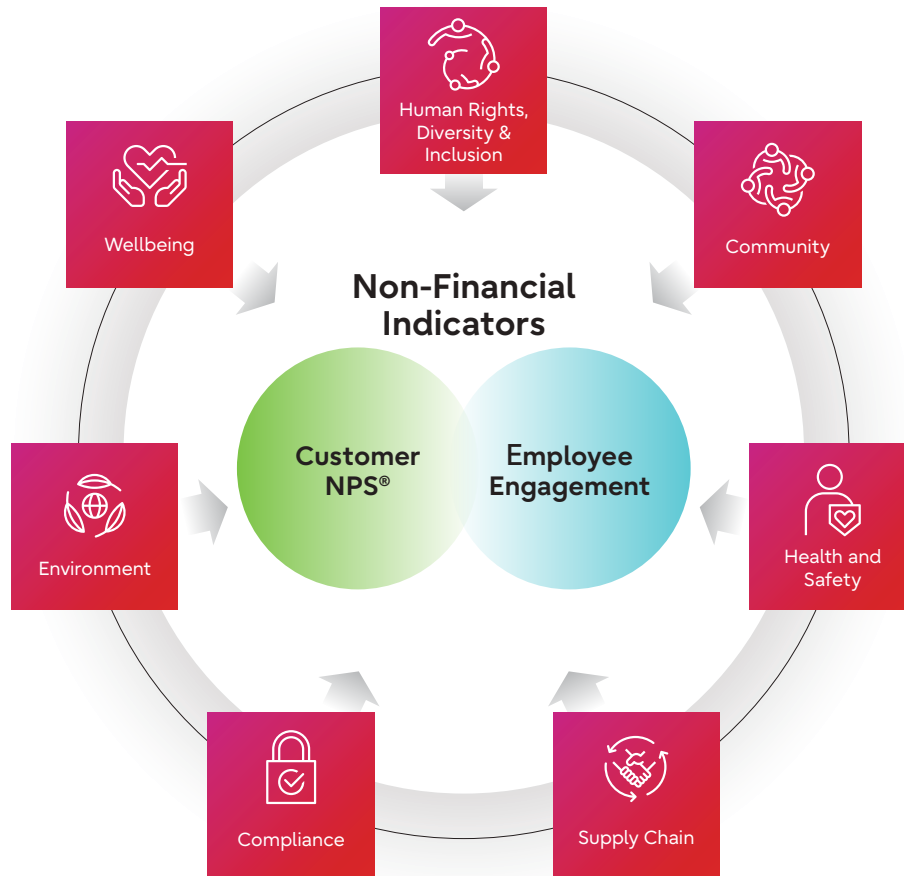 Human Rights,
Diversity &
Inclusion
Wellbeing
Community
Non-Financial
Indicators
Customer
NPS®
Employee
Engagement
Environment
Health and
Safety
Compliance
Supply Chain